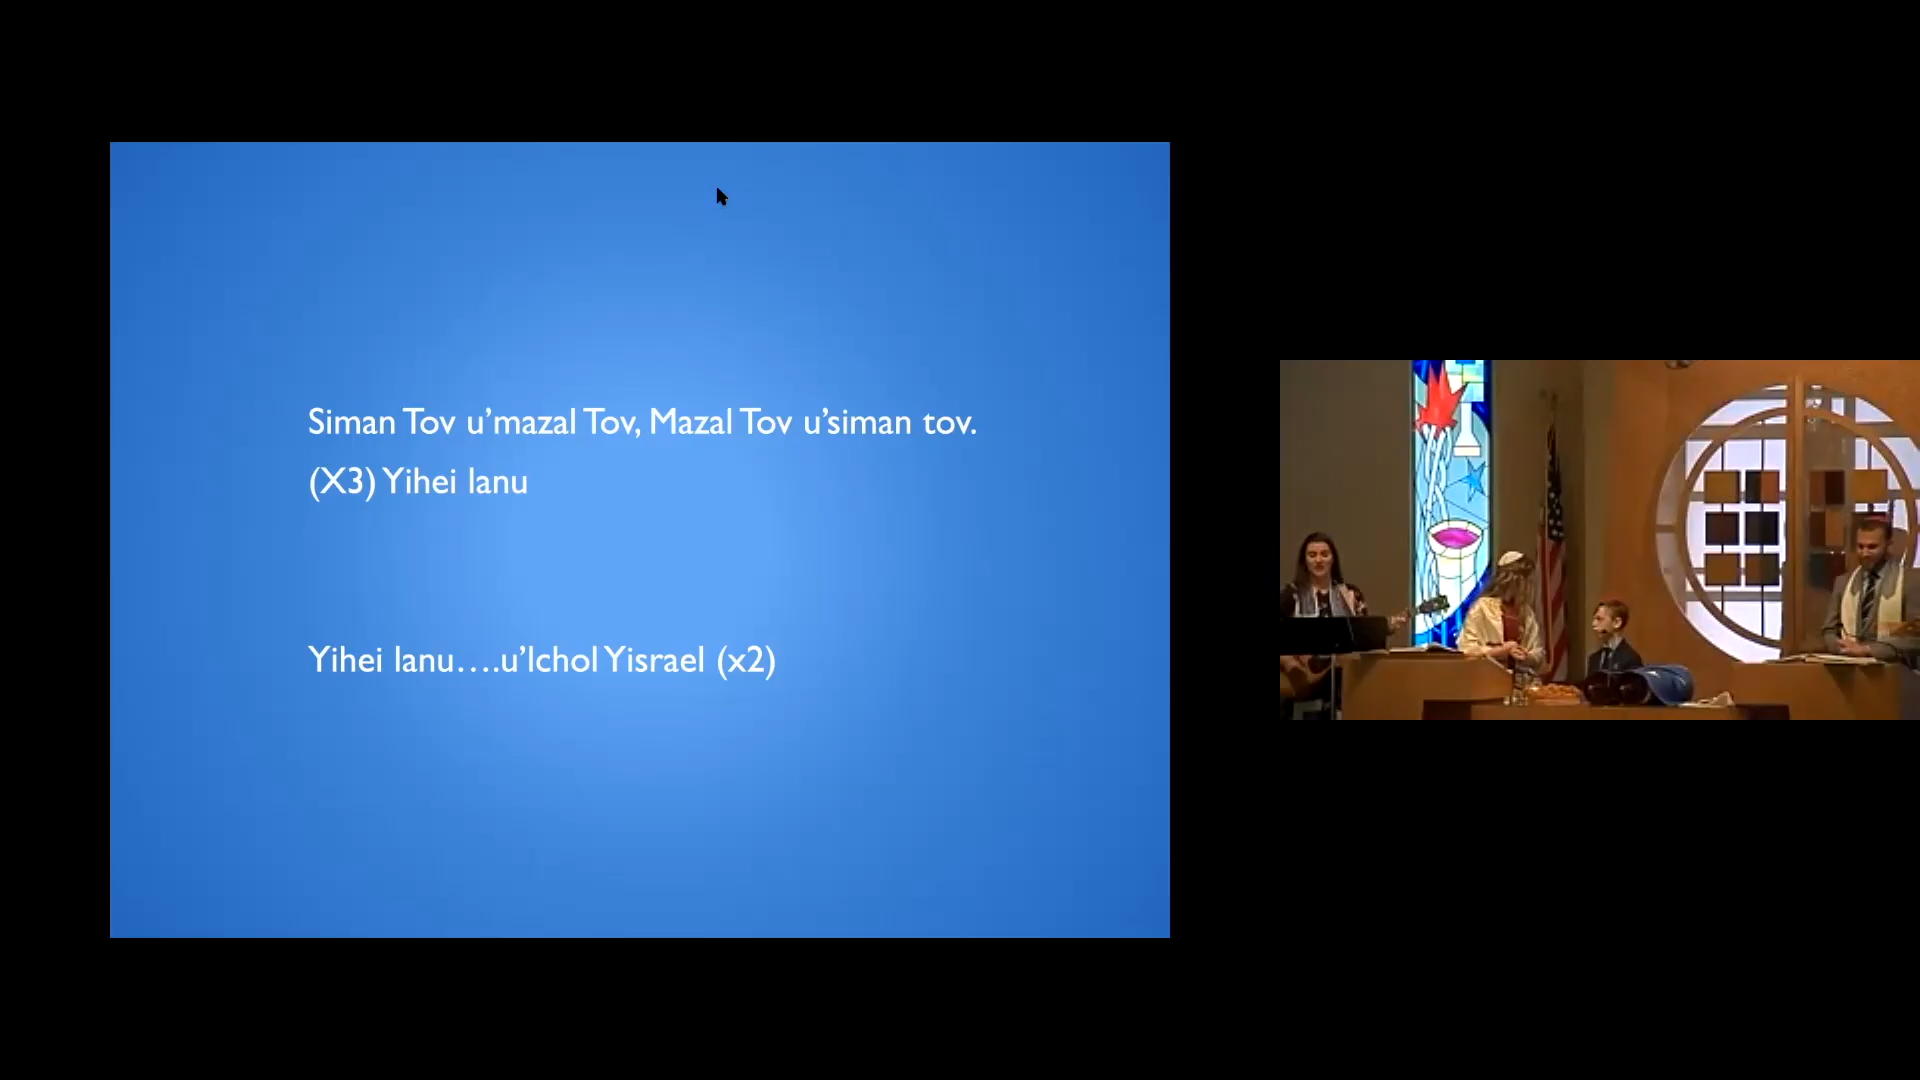 Siman Tov u’mazal Tov, Mazal Tov u’siman tov.
(X3) Yihei lanu
Yihei lanu….u’lchol Yisrael (x2)